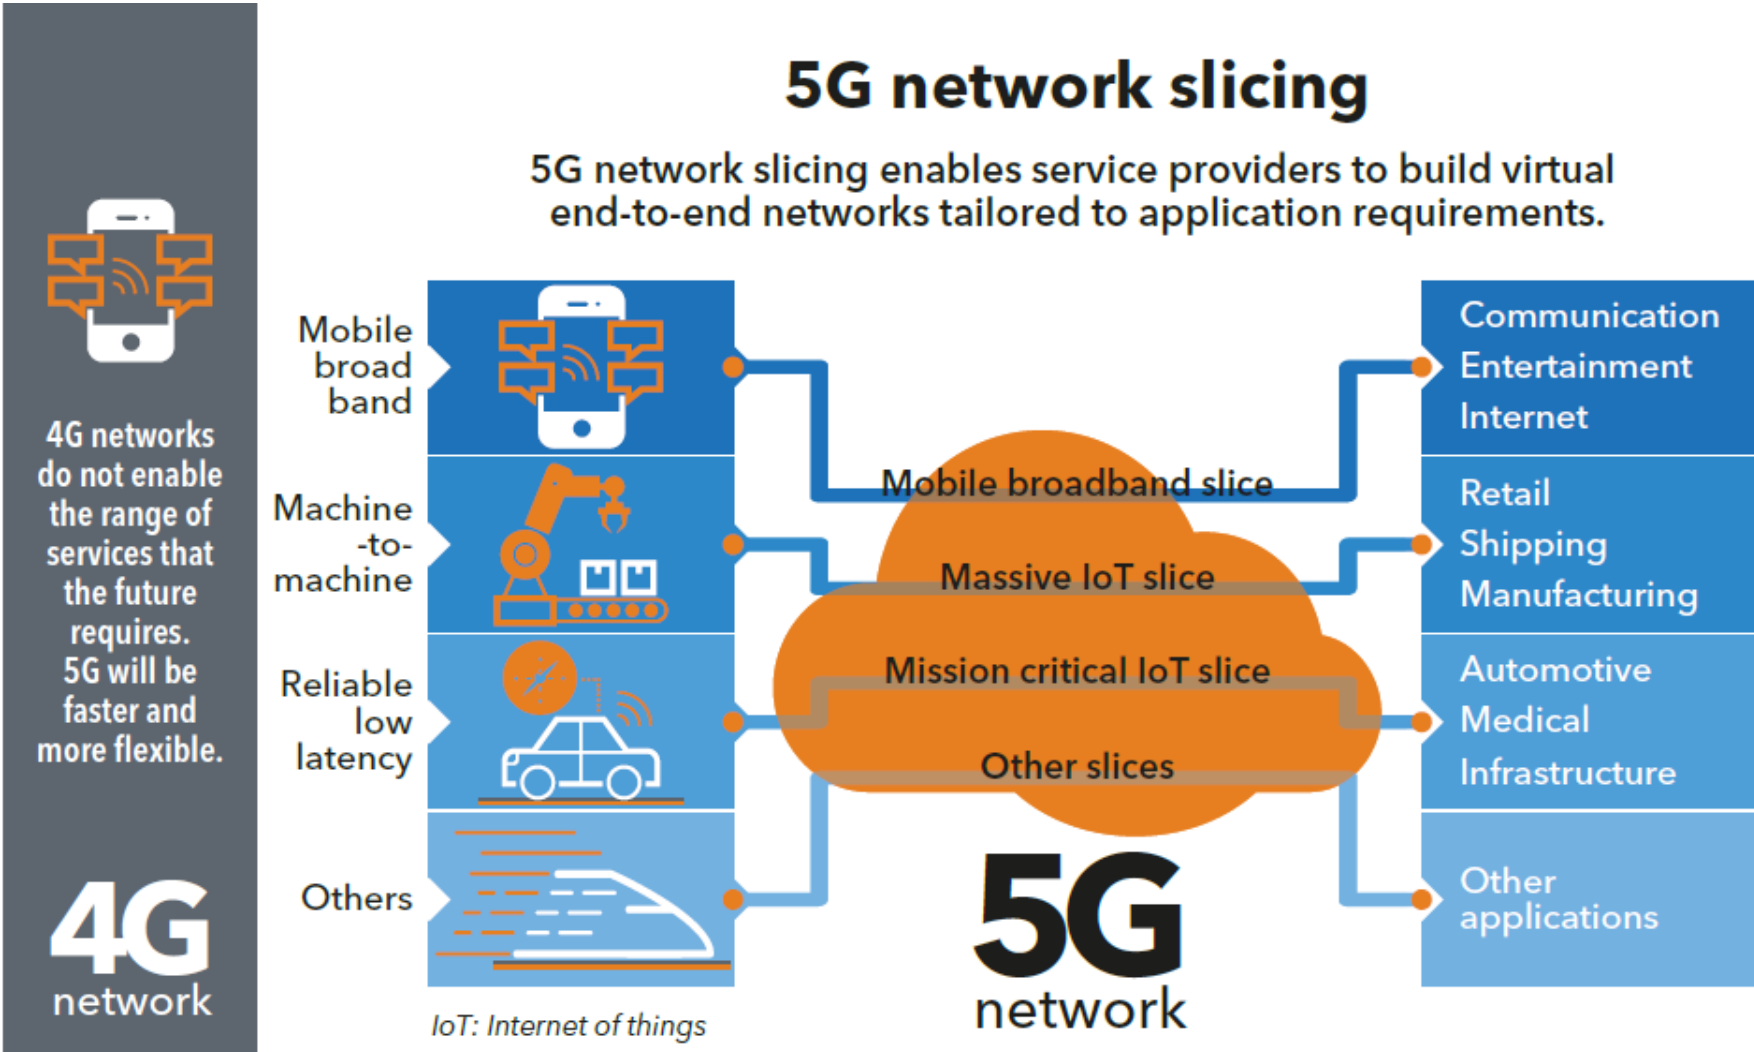 5G network slicing
5G network slicing enables service providers to build virtual
end-to-end networks tailored to application requirements.
4G networks
do not enable
the range of
services that
the future
requires.
5G will be
faster and
more flexible.
4G
network
Mobile
broad
band
Machine
-to-
machine
Reliable
low
latency
Others
Mobile broadband slice
Massive IoT slice
Mission critical IoT slice
Other slices
5G
network
Communication
Entertainment
Internet
Retail
Shipping
Manufacturing
Automotive
Medical
Infrastructure
Other
applications
IoT: Internet of things